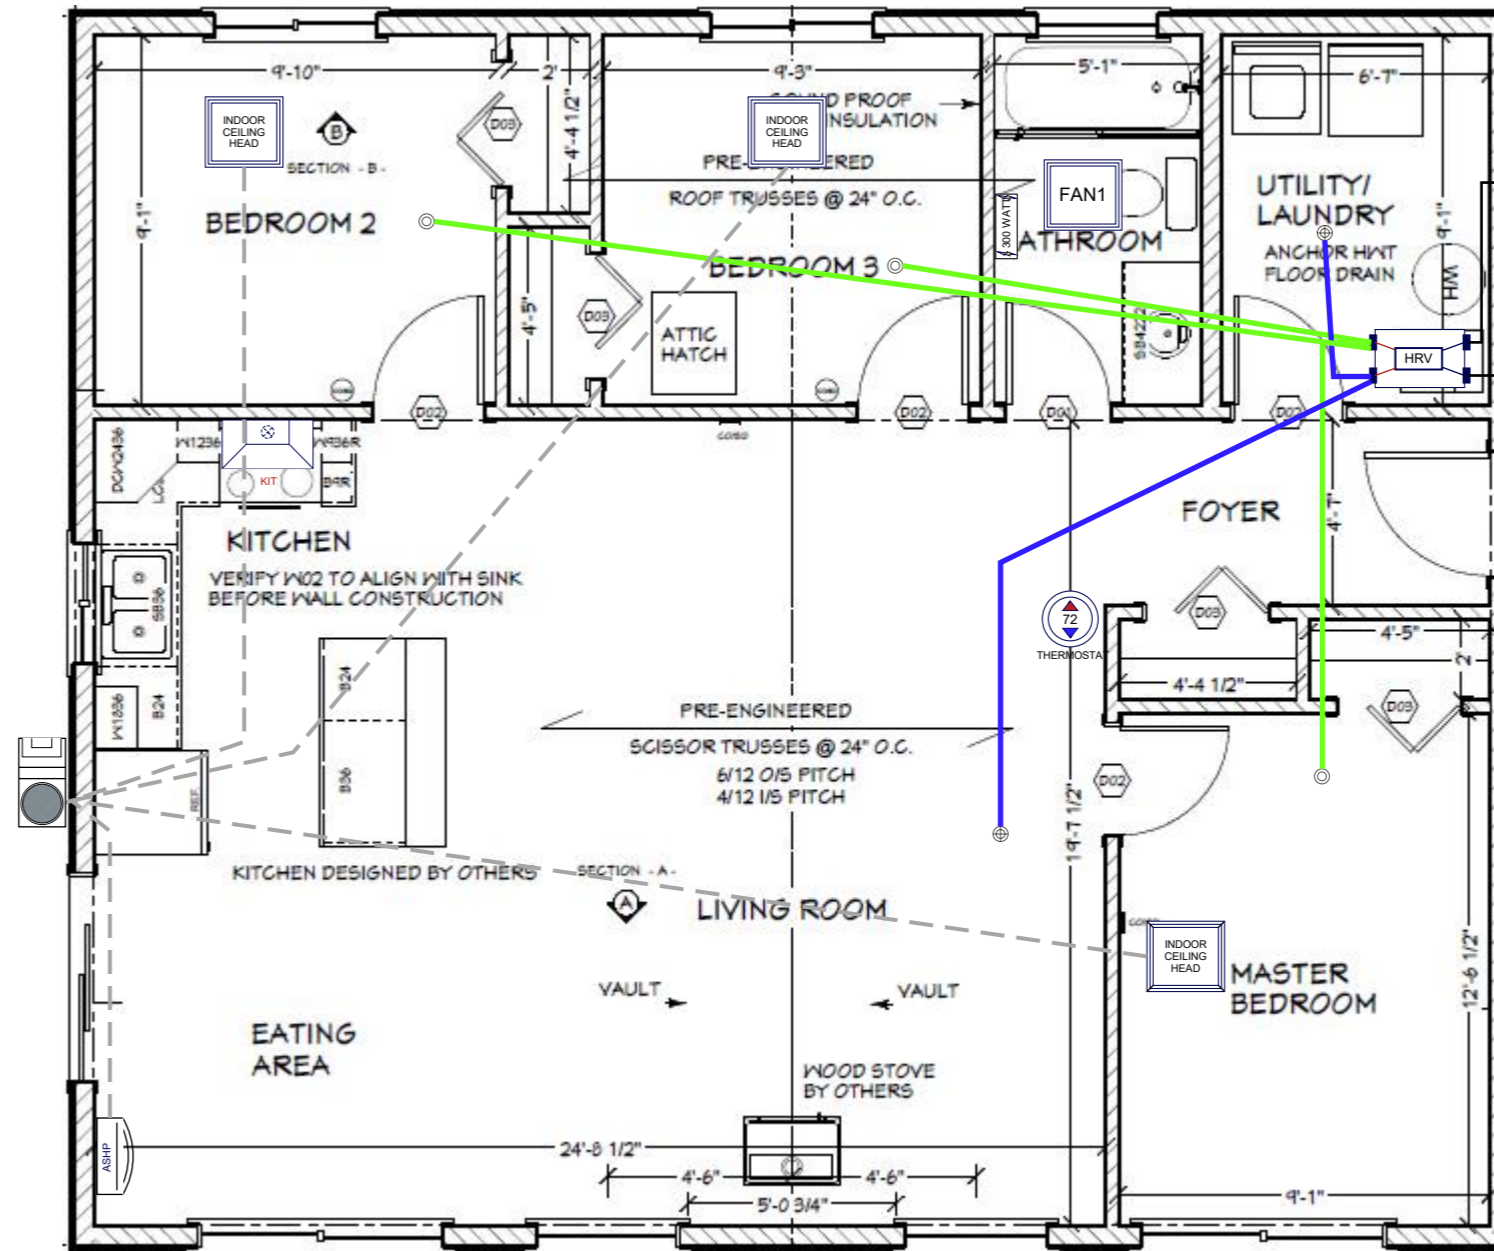 9'-10"
2'
9'-3"
5'-1"
6'-7"
INDOOR
CEILING
HEAD
B
SECTION - B -
D03
4'-4 1/2"
INDOOR
CEILING
HEAD
SOUND PROOF
INSULATION
PRE-ENGINEERED
ROOF TRUSSES @ 24" O.C.
FAN1
300 WATT
BATHROOM
UTILITY/
LAUNDRY
ANCHOR HWT
FLOOR DRAIN
9'-1"
WH
9'-1"
BEDROOM 2
BEDROOM 3
4'-5"
D03
ATTIC
HATCH
HRV
D02
D02
D01
D02
DCW2436
W1236
W936R
KIT
B9R
KITCHEN
VERIFY W02 TO ALIGN WITH SINK
BEFORE WALL CONSTRUCTION
SB36
FOYER
4'-7"
72
THERMOSTAT
D03
4'-5"
2'
4'-4 1/2"
D03
W1836
B24
B24
B36
REF.
PRE-ENGINEERED
SCISSOR TRUSSES @ 24" O.C.
6/12 O/S PITCH
4/12 I/S PITCH
D02
19'-7 1/2"
KITCHEN DESIGNED BY OTHERS
SECTION - A -
A
LIVING ROOM
INDOOR
CEILING
HEAD
MASTER
BEDROOM
12'-6 1/2"
VAULT
VAULT
EATING
AREA
WOOD STOVE
BY OTHERS
ASHP
24'-8 1/2"
4'-6"
4'-6"
5'-0 3/4"
9'-1"